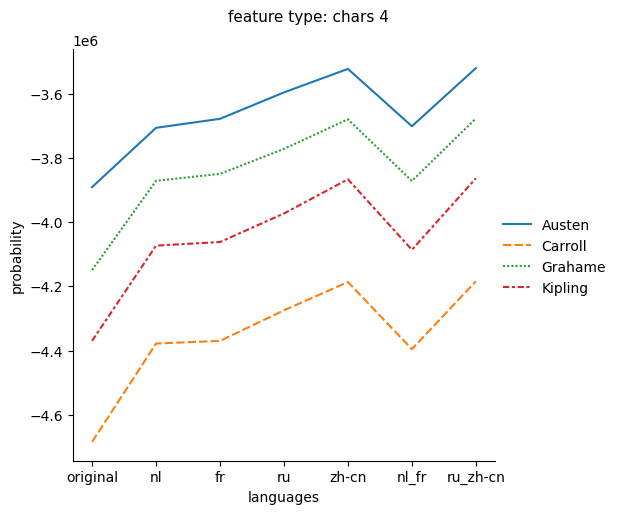 feature type: chars 4
1e6
−3.6
−3.8
−4.0
−4.2
−4.4
−4.6
probability
original nl fr ru zh-cn nl_fr ru_zh-cn
languages
Austen
Carroll
Grahame
Kipling